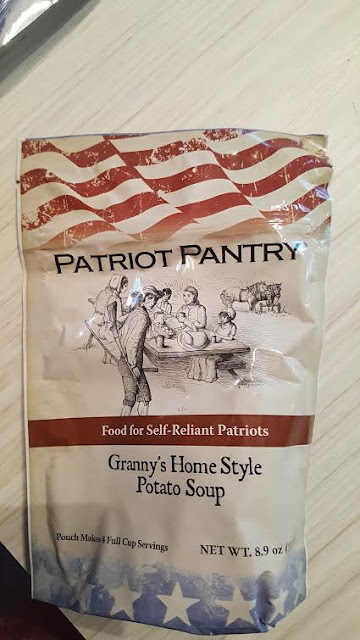 PATRIOT PANTRY
Food for Self-Reliant Patriots
Granny's Home Style
Potato Soup
Pouch Makes 4 Full Cup Servings
NET WT. 8.9 oz (